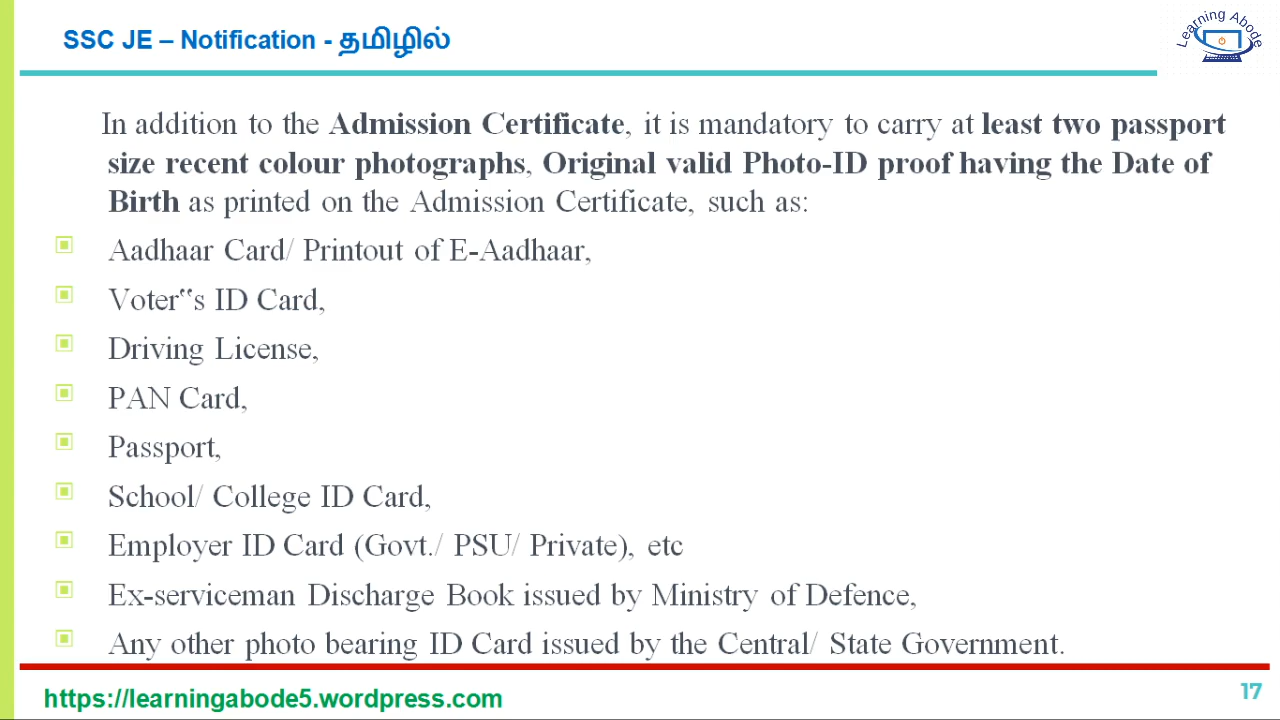 SSC JE – Notification - தமிழில்
Learning Abode
In addition to the Admission Certificate, it is mandatory to carry at least two passport
size recent colour photographs, Original valid Photo-ID proof having the Date of
Birth as printed on the Admission Certificate, such as:
Aadhaar Card/ Printout of E-Aadhaar,
Voter‟‟s ID Card,
Driving License,
PAN Card,
Passport,
School/ College ID Card,
Employer ID Card (Govt./ PSU/ Private), etc
Ex-serviceman Discharge Book issued by Ministry of Defence,
Any other photo bearing ID Card issued by the Central/ State Government.
https://learningabode5.wordpress.com
17